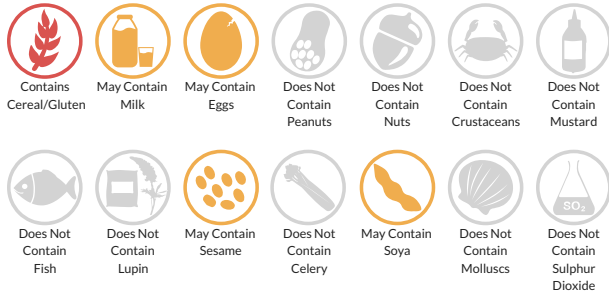 Contains
Cereal/Gluten
May Contain
Milk
May Contain
Eggs
Does Not
Contain
Peanuts
Does Not
Contain
Nuts
Does Not
Contain
Crustaceans
Does Not
Contain
Mustard
Does Not
Contain
Fish
Does Not
Contain
Lupin
May Contain
Sesame
Does Not
Contain
Celery
May Contain
Soya
Does Not
Contain
Molluscs
SO₂
Does Not
Contain
Sulphur
Dioxide